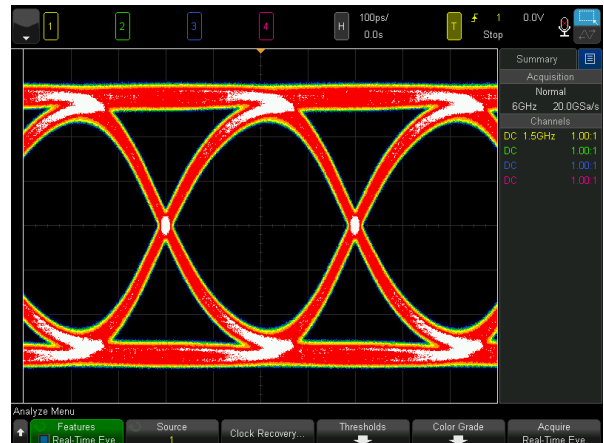 1 2 3 4 H 100ps/ 0.0s T 1 0.0V Stop
Summary
Acquisition
Normal
6GHz 20.0GSa/s
Channels
DC 1.5GHz 1.00:1
DC 1.00:1
DC 1.00:1
DC 1.00:1
Analyze Menu
Features Real-Time Eye
Source 1
Clock Recovery...
Thresholds
Color Grade
Acquire Real-Time Eye